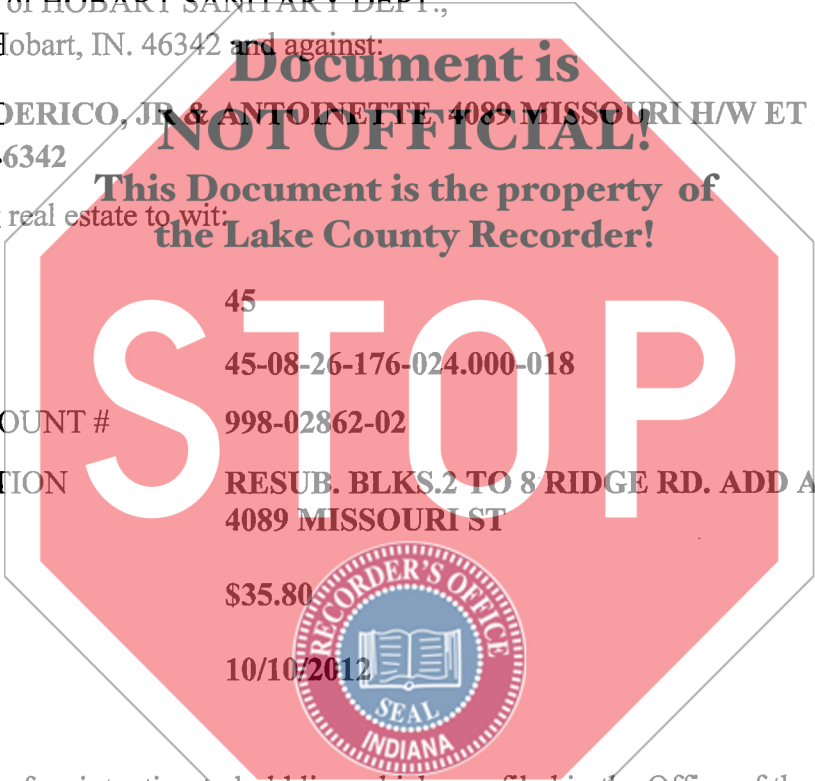 of HOBART SANITARY DEPT.,
Hobart, IN. 46342 and against:
Document is
DERICO, JR & ANTOINETTE 4089 MISSOURI H/W ET
NOT OFFICIAL!
46342
This Document is the property of
real estate to wit:
the Lake County Recorder!
45
STOP
45-08-26-176-024.000-018
OUNT # 998-02862-02
TION RESUB. BLKS.2 TO 8 RIDGE RD. ADD A
4089 MISSOURI ST
$35.80
RECORDER'S OFFICE
10/10/2012
SEAL
INDIANA